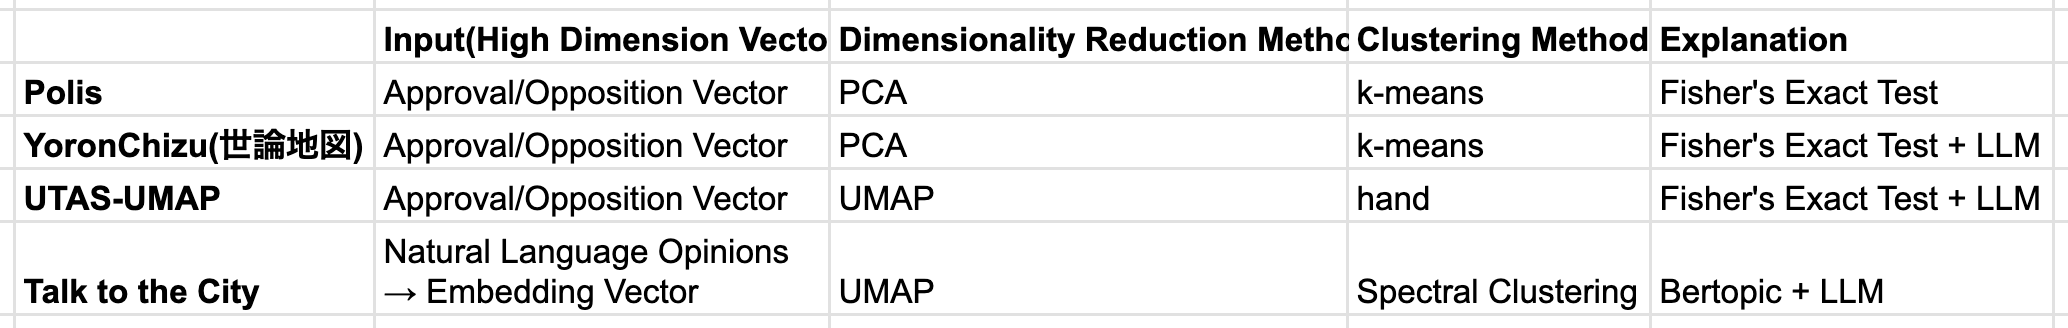 Input(High Dimension Vecto Dimensionality Reduction Metho Clustering Method Explanation
Polis Approval/Opposition Vector PCA k-means Fisher's Exact Test
YoronChizu(世論地図) Approval/Opposition Vector PCA k-means Fisher's Exact Test + LLM
UTAS-UMAP Approval/Opposition Vector UMAP hand Fisher's Exact Test + LLM
Natural Language Opinions
Talk to the City → Embedding Vector UMAP Spectral Clustering Bertopic + LLM